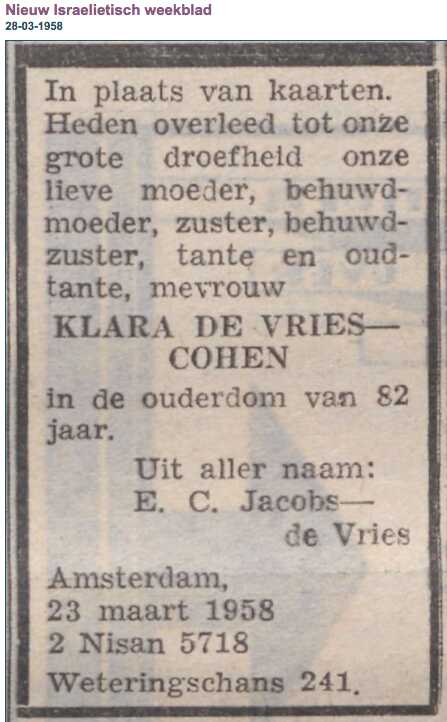 Nieuw Israelietisch weekblad
28-03-1958
In plaats van kaarten.
Heden overleed tot onze
grote droefheid onze
lieve moeder, behuwd-
moeder, zuster, behuwd-
zuster, tante en oud-
tante, mevrouw
KLARA DE VRIES—
COHEN
in de ouderdom van 82
jaar.
Uit aller naam:
E. C. Jacobs—
de Vries
Amsterdam,
23 maart 1958
2 Nisan 5718
Weteringschans 241.